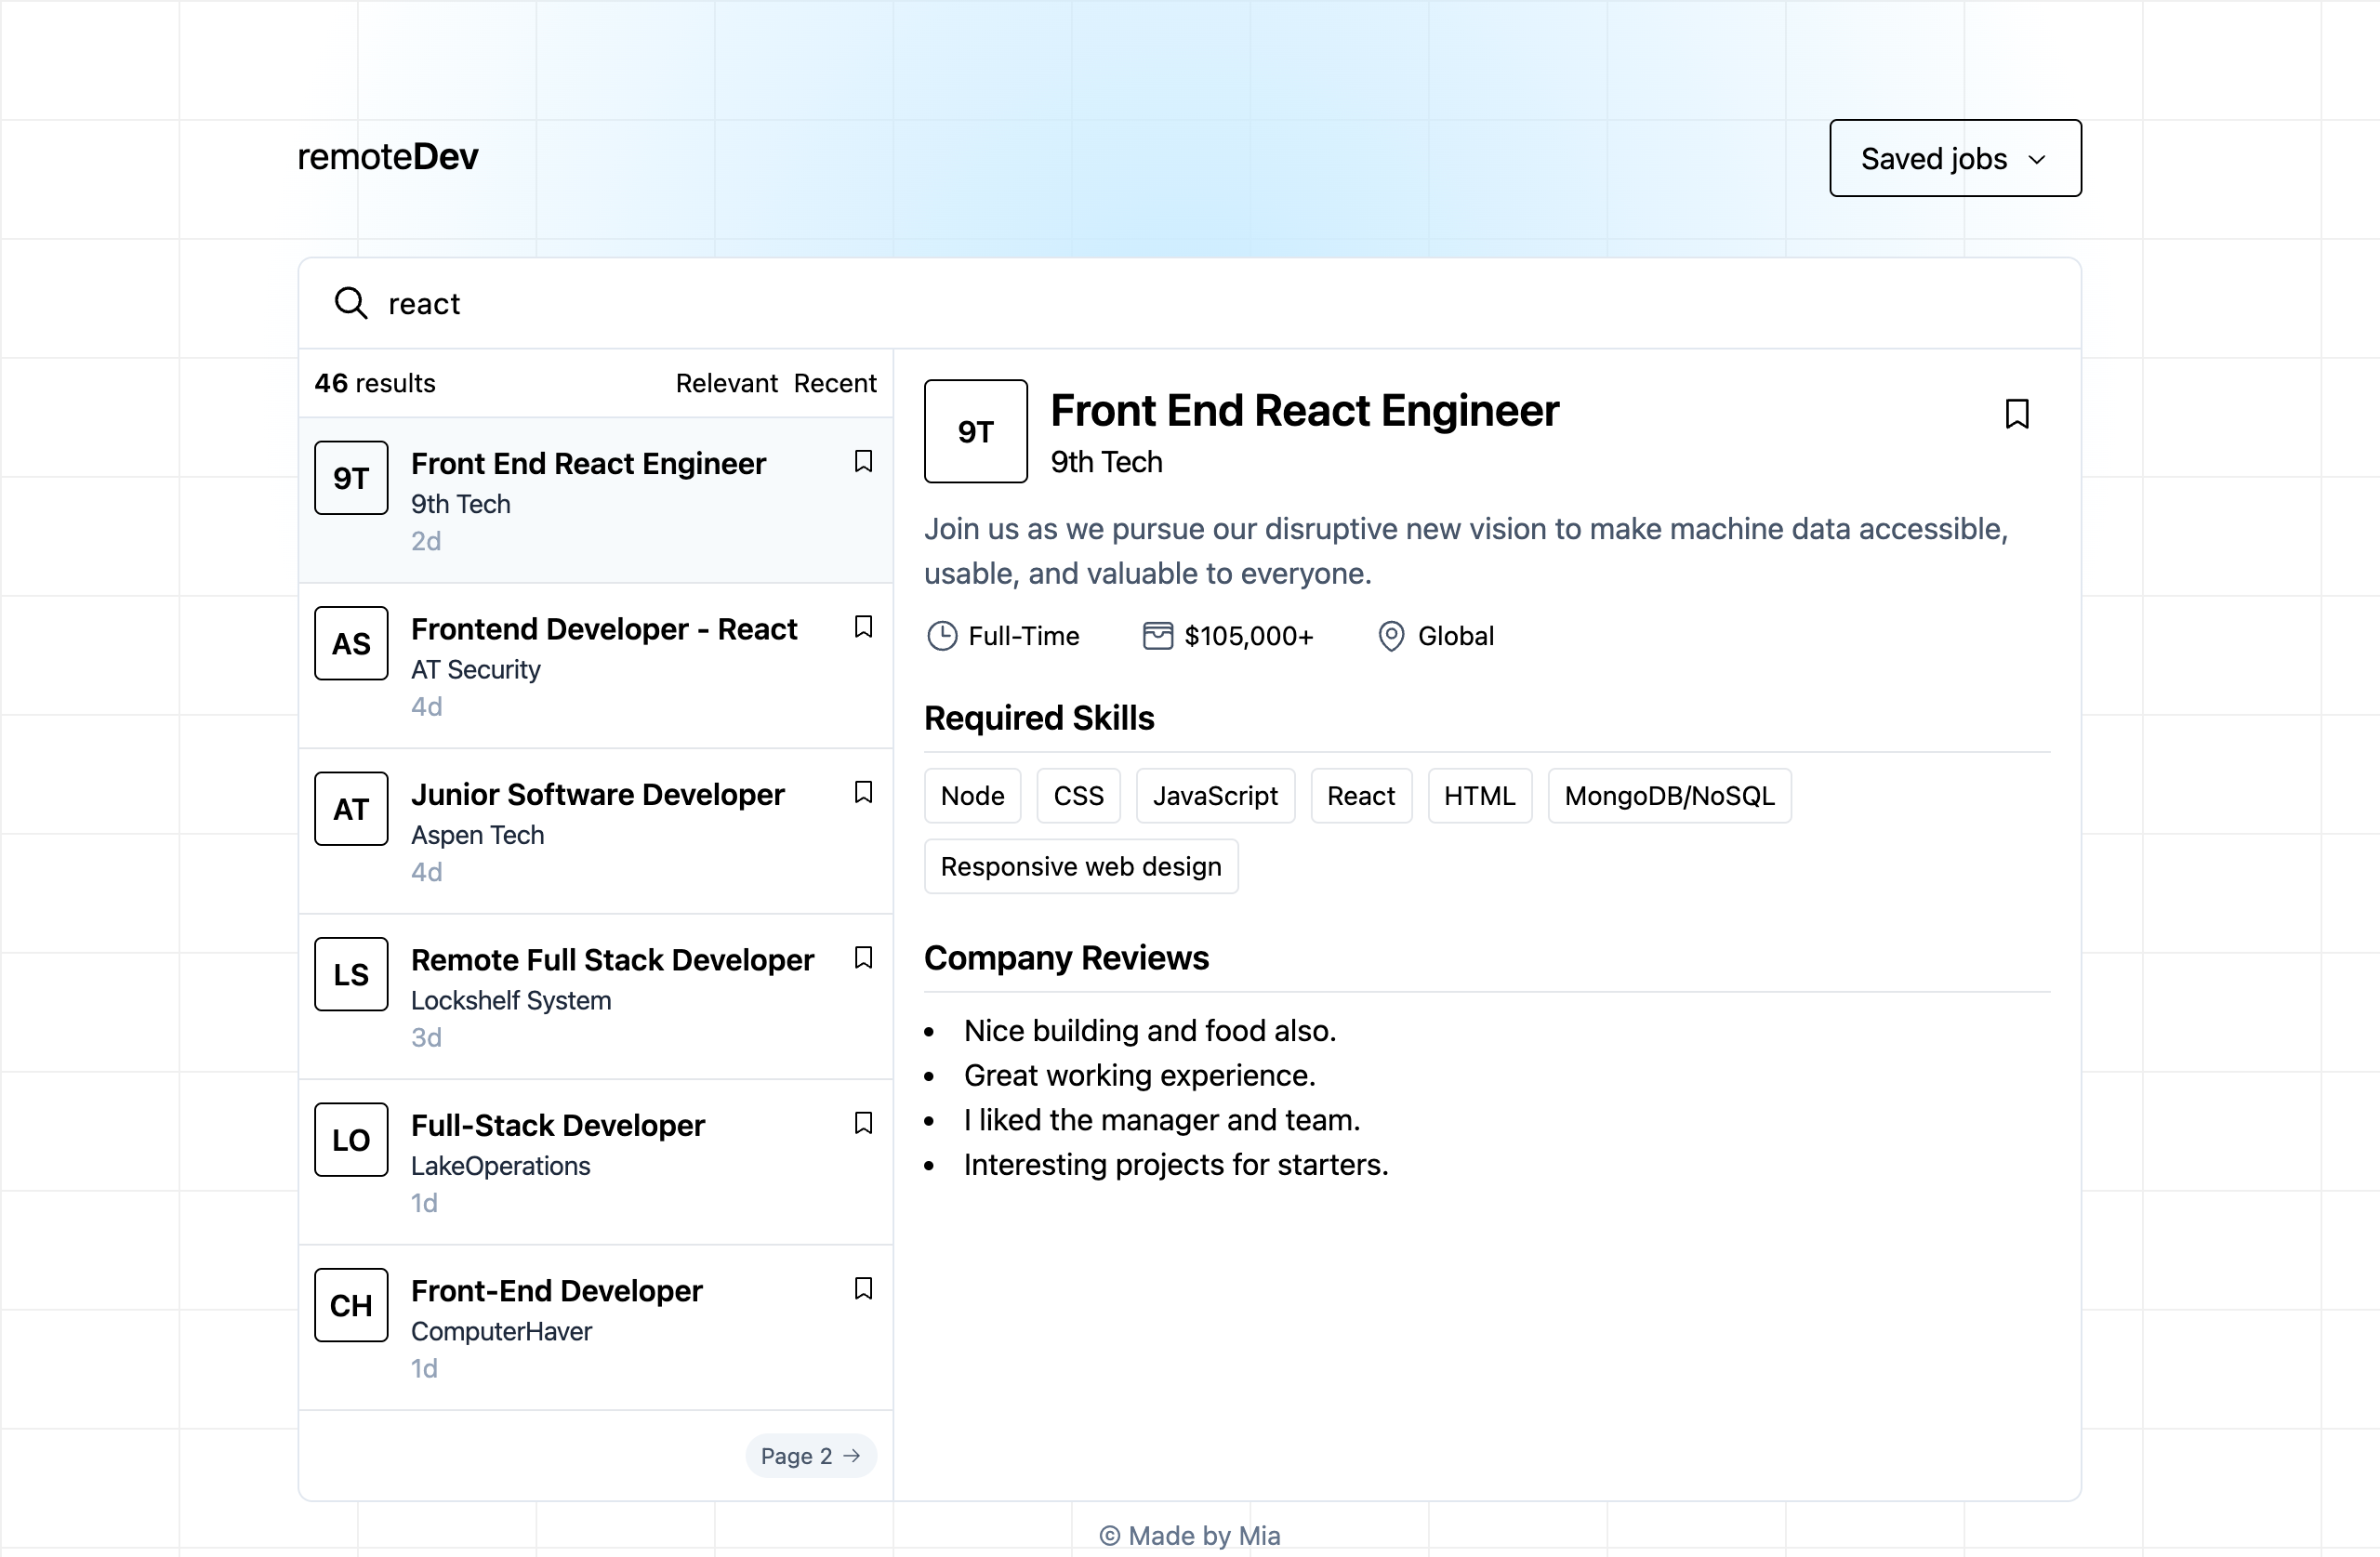 remoteDev
Saved jobs
react
46 results Relevant Recent
9T
Front End React Engineer
9th Tech
2d
AS
Frontend Developer - React
AT Security
4d
AT
Junior Software Developer
Aspen Tech
4d
LS
Remote Full Stack Developer
Lockshelf System
3d
LO
Full-Stack Developer
LakeOperations
1d
CH
Front-End Developer
ComputerHaver
1d
Page 2 →
9T
Front End React Engineer
9th Tech
Join us as we pursue our disruptive new vision to make machine data accessible,
usable, and valuable to everyone.
Full-Time $105,000+ Global
Required Skills
Node CSS JavaScript React HTML MongoDB/NoSQL
Responsive web design
Company Reviews
• Nice building and food also.
• Great working experience.
• I liked the manager and team.
• Interesting projects for starters.
© Made by Mia